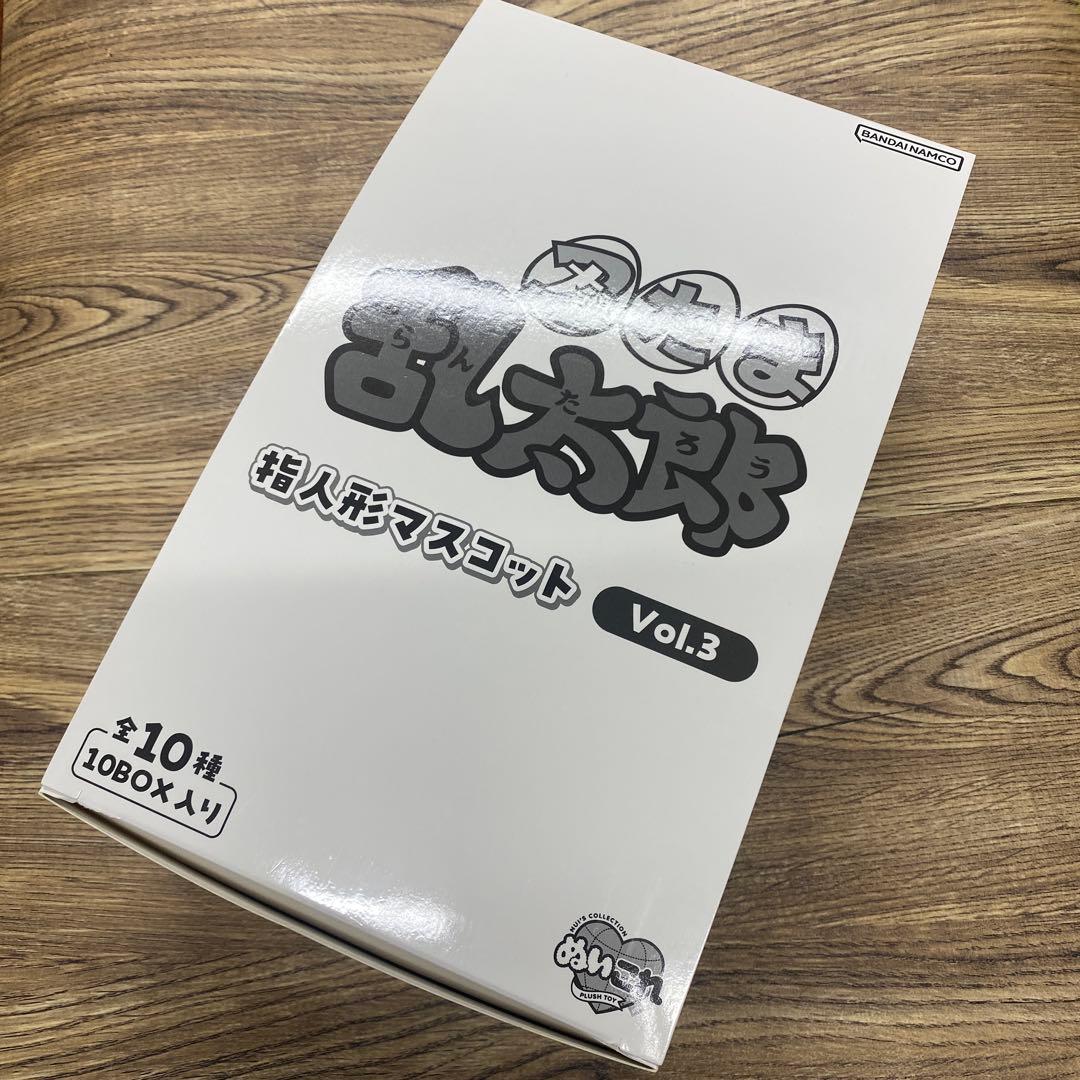 BANDAI NAMCO
忍たま
乱太郎
らんたろう
指人形マスコット
Vol.3
全10種
10BOX入り
NUI'S COLLECTION
ぬいこれ
PLUSH TOY